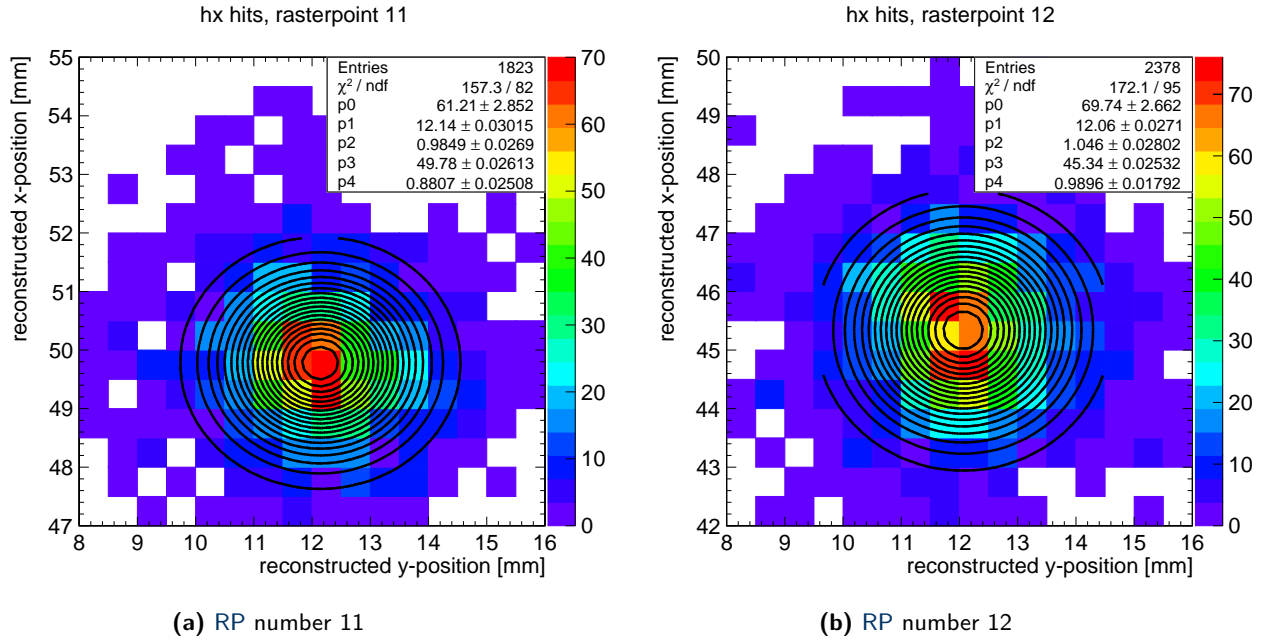 hx hits, rasterpoint 11
reconstructed x-position [mm]
55
54
53
52
51
50
49
48
47
Entries 1823
χ² / ndf 157.3 / 82
p0 61.21 ± 2.852
p1 12.14 ± 0.03015
p2 0.9849 ± 0.0269
p3 49.78 ± 0.02613
p4 0.8807 ± 0.02508
70
60
50
40
30
20
10
0
8 9 10 11 12 13 14 15 16
reconstructed y-position [mm]
(a) RP number 11
hx hits, rasterpoint 12
reconstructed x-position [mm]
50
49
48
47
46
45
44
43
42
Entries 2378
χ² / ndf 172.1 / 95
p0 69.74 ± 2.662
p1 12.06 ± 0.0271
p2 1.046 ± 0.02802
p3 45.34 ± 0.02532
p4 0.9896 ± 0.01792
70
60
50
40
30
20
10
0
8 9 10 11 12 13 14 15 16
reconstructed y-position [mm]
(b) RP number 12